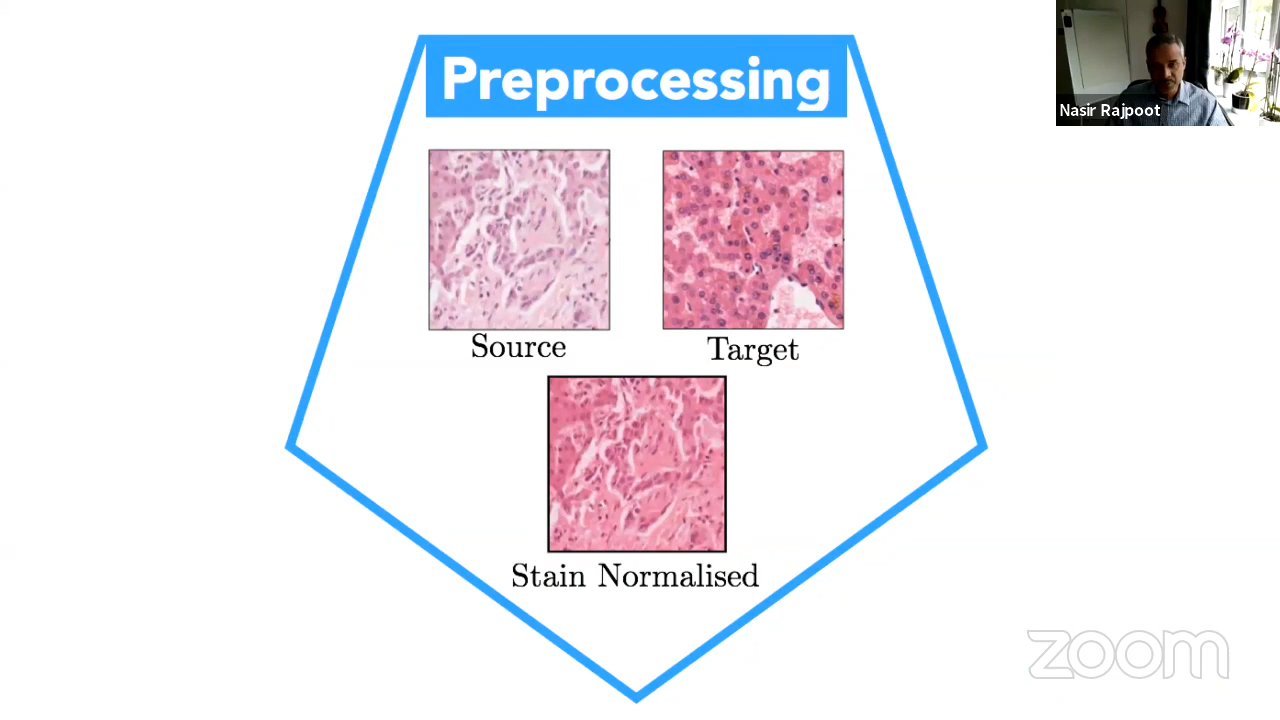 Preprocessing
Nasir Rajpoot
Source
Target
Stain Normalised
zoom